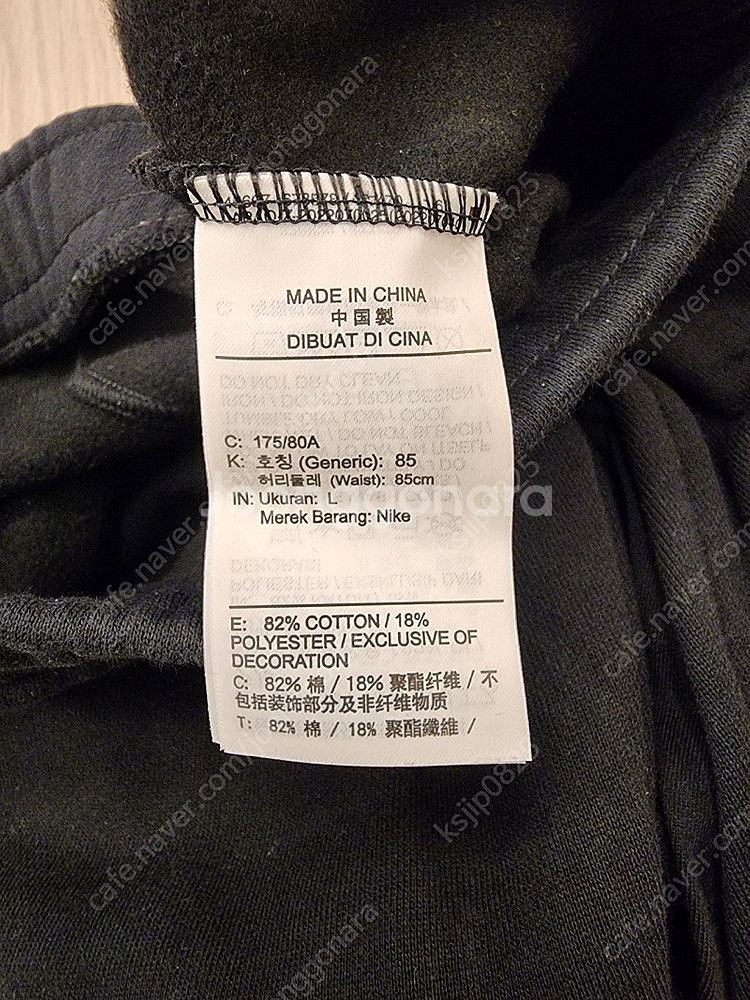 MADE IN CHINA
中国製
DIBUAT DI CINA
C: 175/80A
K: 호칭 (Generic): 85
허리둘레 (Waist): 85cm
IN: Ukuran: L
Merek Barang: Nike
E: 82% COTTON / 18%
POLYESTER / EXCLUSIVE OF
DECORATION
C: 82% 棉 / 18% 聚酯纤维 / 不
包括装饰部分及非纤维物质
T: 82% 棉 / 18% 聚酯纖維 /
cafe.naver.com/joonggonara
ksjjp0825